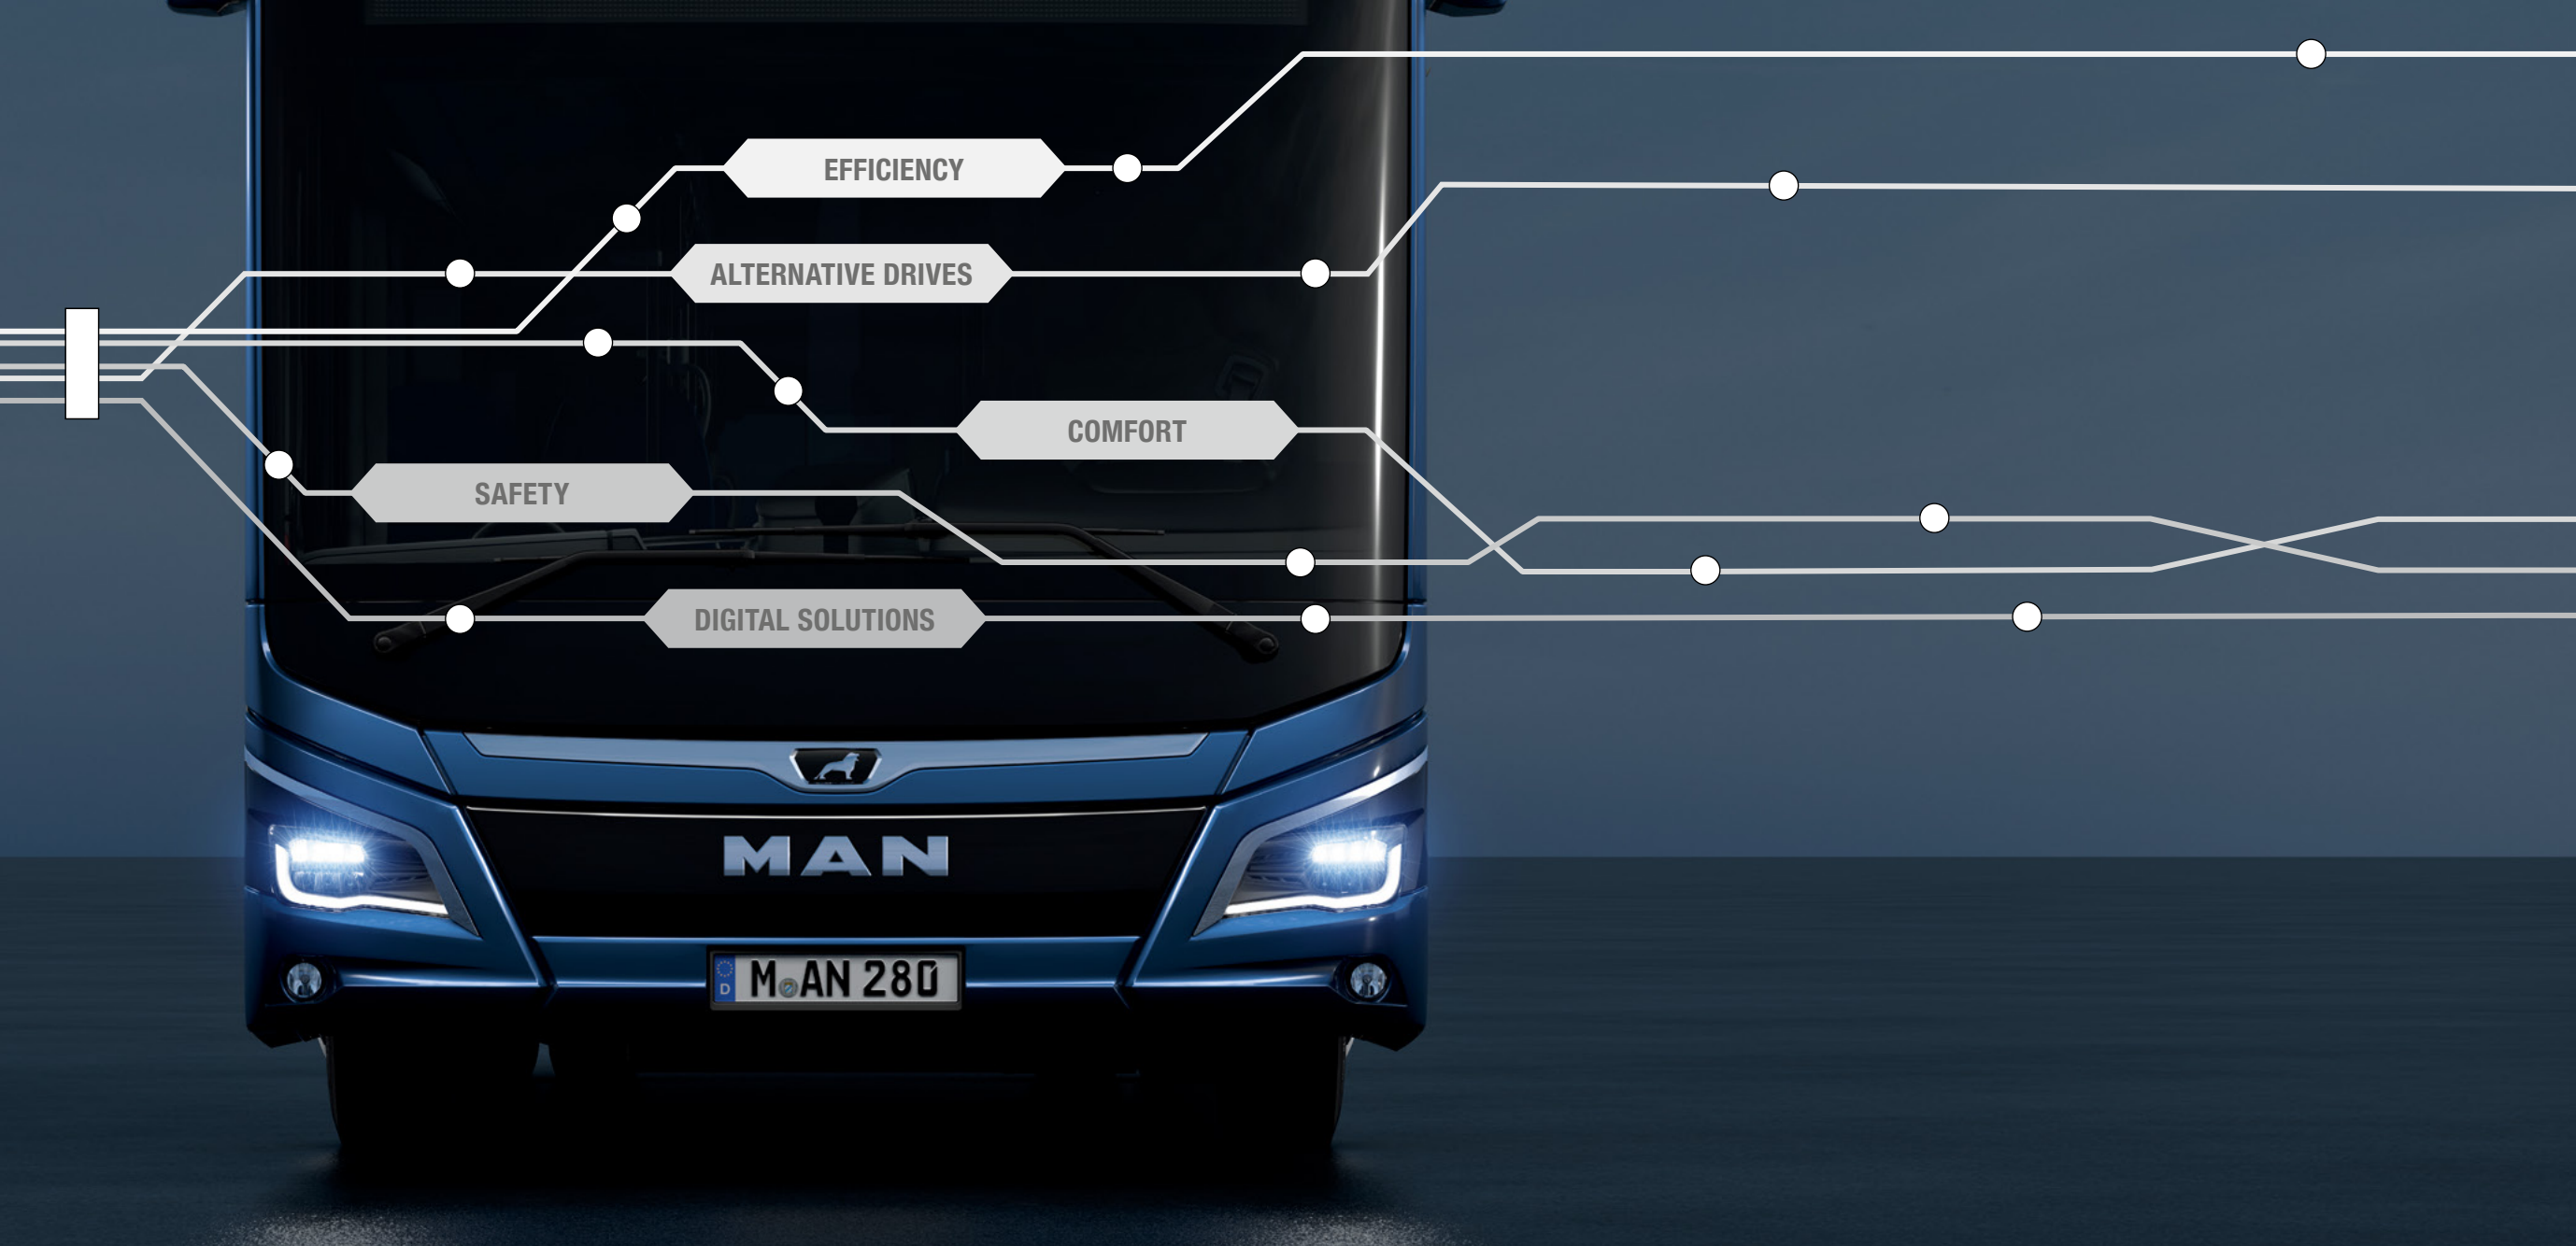 EFFICIENCY
ALTERNATIVE DRIVES
COMFORT
SAFETY
DIGITAL SOLUTIONS
MAN
D
M AN 280